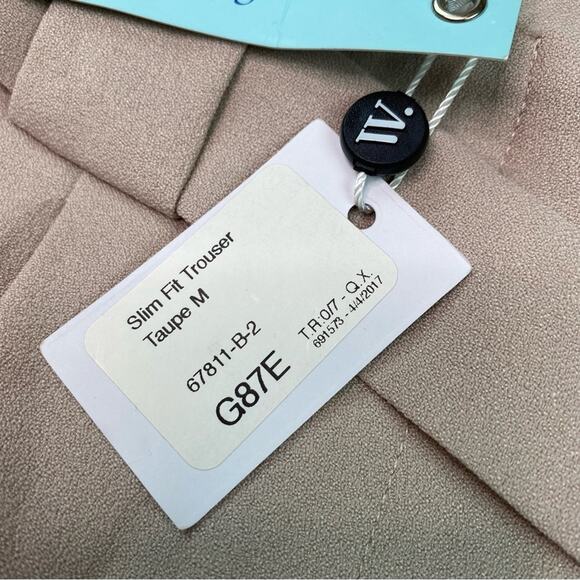 W.
Slim Fit Trouser
Taupe M
67811-B-2
G87E
T.R:0/7 - Q.X.
691573 - 4/4/2017